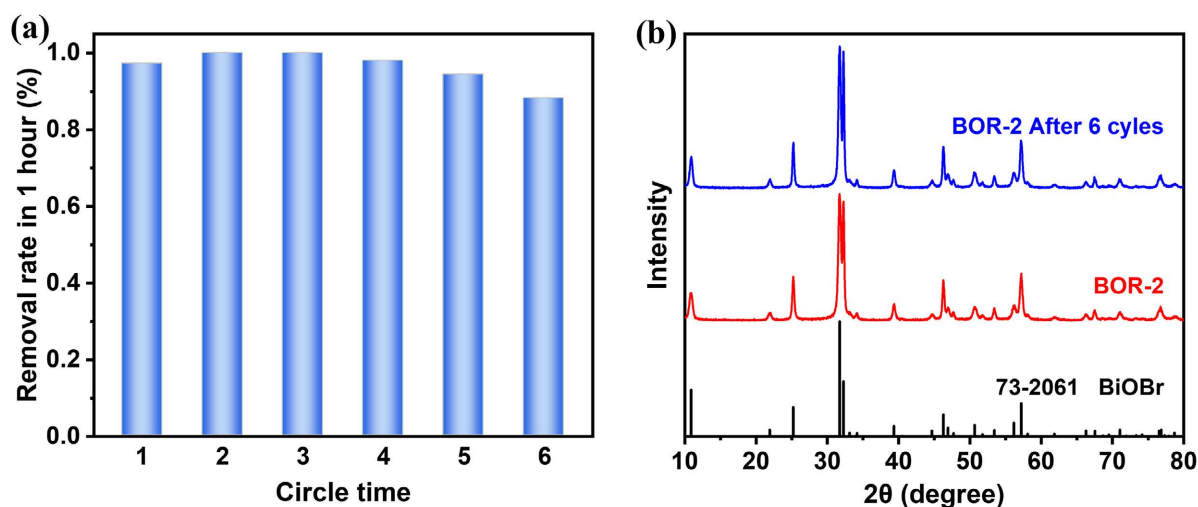 (a)
Removal rate in 1 hour (%)
1.0
0.8
0.6
0.4
0.2
0.0
1 2 3 4 5 6
Circle time
(b)
Intensity
BOR-2 After 6 cyles
BOR-2
73-2061 BiOBr
10 20 30 40 50 60 70 80
2θ (degree)